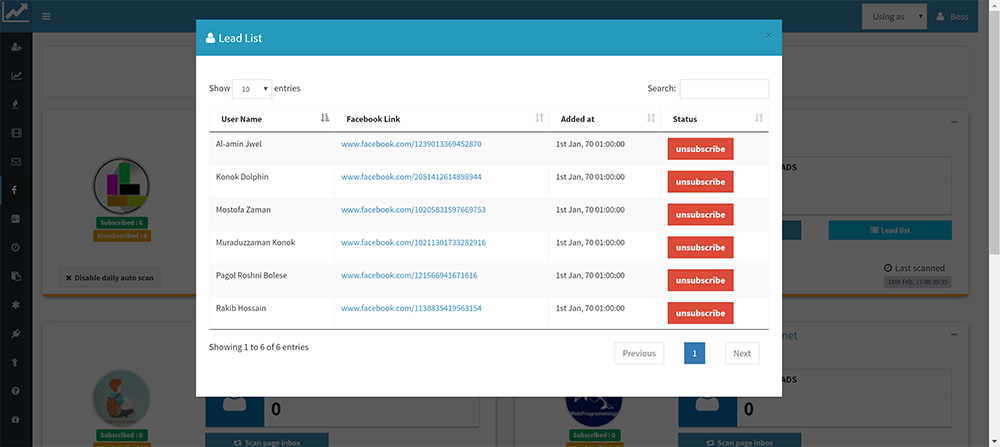 Using as
Boss
Lead List
×
Show 10 entries
Search:
User Name Facebook Link Added at Status
Al-amin Jwel www.facebook.com/1239013369452870 1st Jan, 70 01:00:00 unsubscribe
Konok Dolphin www.facebook.com/2051412614898944 1st Jan, 70 01:00:00 unsubscribe
Mostofa Zaman www.facebook.com/10205831597669753 1st Jan, 70 01:00:00 unsubscribe
Muraduzzaman Konok www.facebook.com/10211301733282916 1st Jan, 70 01:00:00 unsubscribe
Pagol Roshni Bolese www.facebook.com/121566941671616 1st Jan, 70 01:00:00 unsubscribe
Rakib Hossain www.facebook.com/1138835419563154 1st Jan, 70 01:00:00 unsubscribe
Showing 1 to 6 of 6 entries
Previous 1 Next
Subscribed : 6
Unsubscribed : 0
Disable daily auto scan
ADS
Lead list
Last scanned
18th Feb, 17 08:39:35
net
Subscribed : 0
0
Scan page inbox
WebProgramming
Subscribed : 0
ADS
0
Scan page inbox